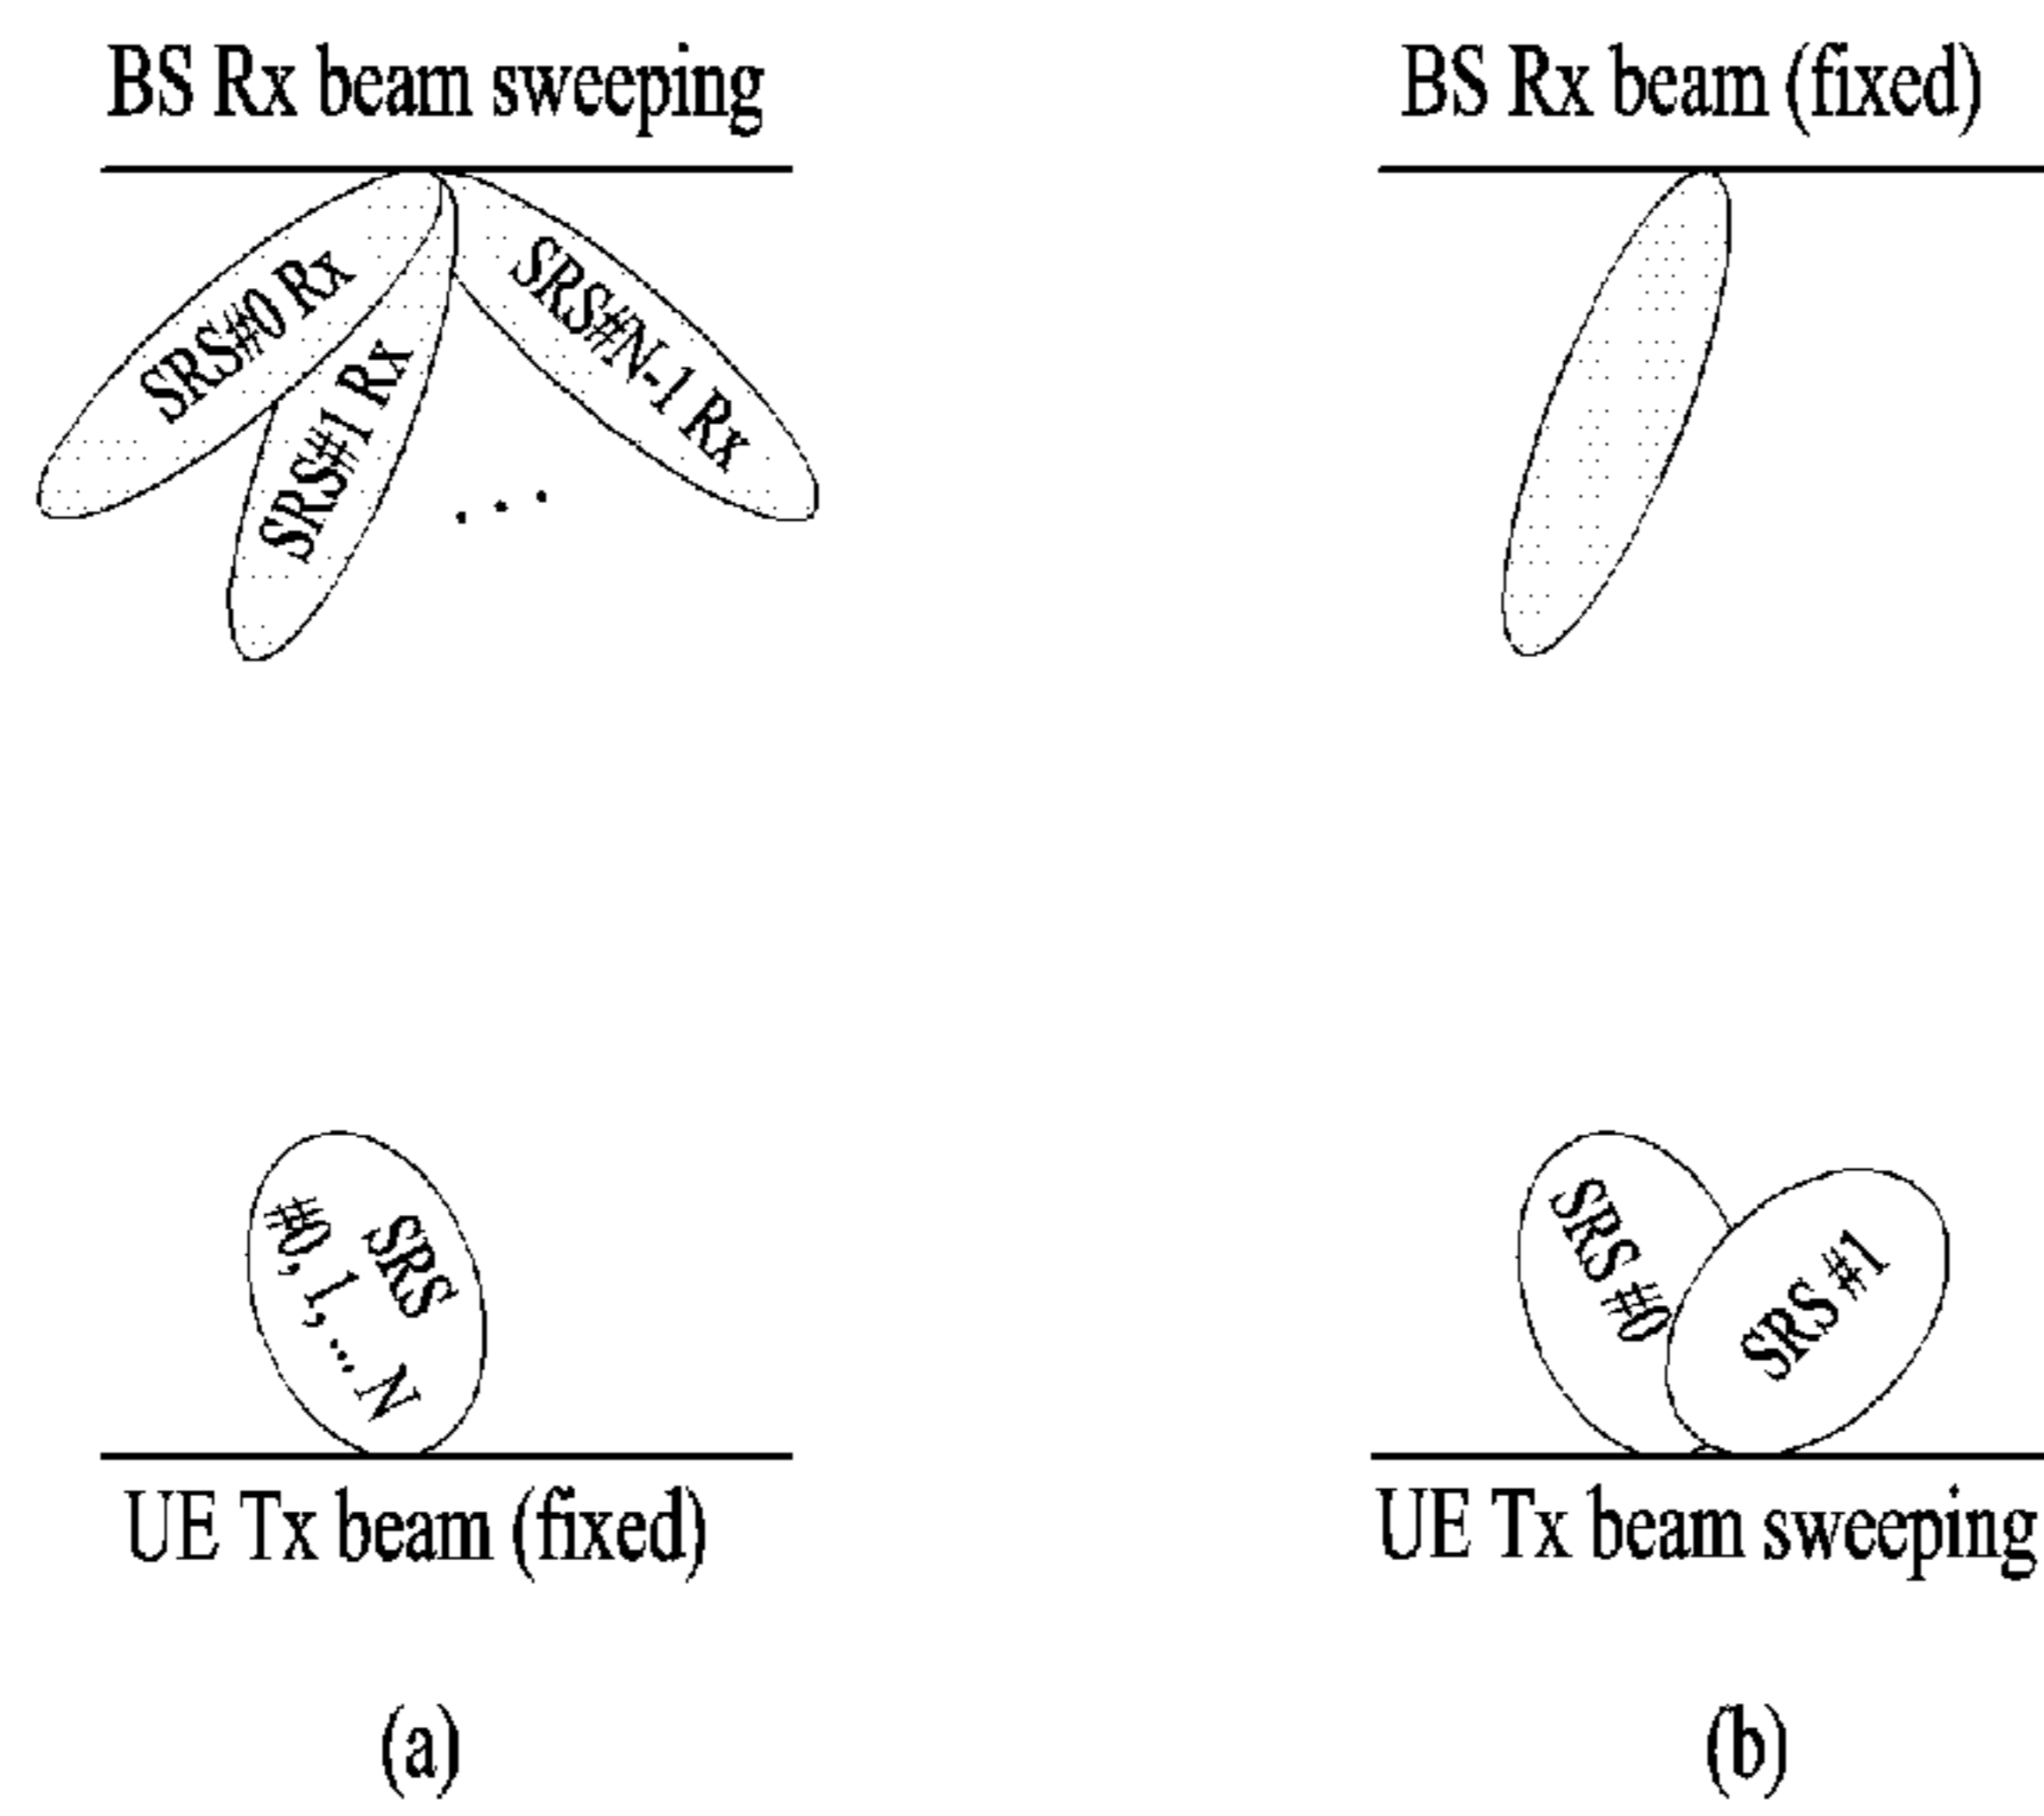 BS Rx beam sweeping
SRS#0 Rx
SRS#1 Rx
...
SRS#N-1 Rx
UE Tx beam (fixed)
SRS
#0, 1, ... N
(a)
BS Rx beam (fixed)
SRS #0
SRS #1
UE Tx beam sweeping
(b)